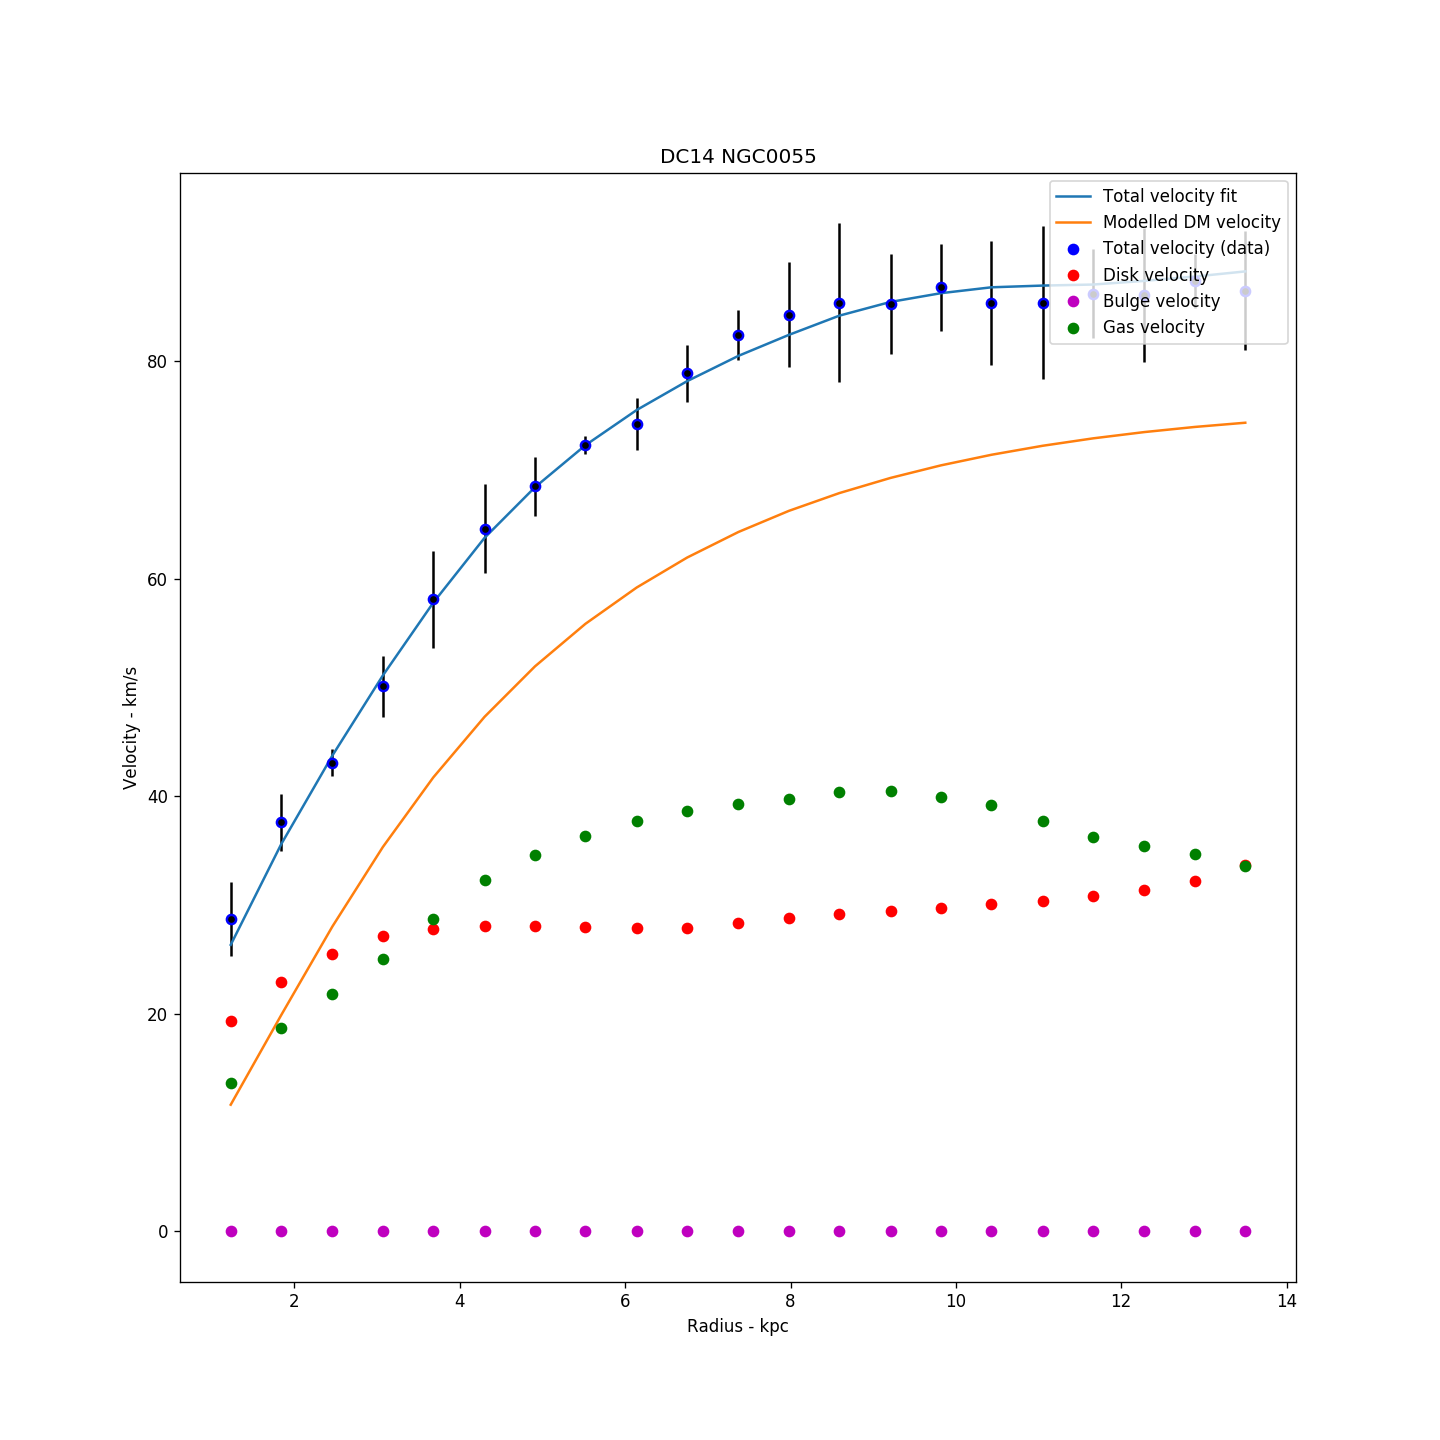 DC14 NGC0055
Total velocity fit
Modelled DM velocity
Total velocity (data)
Disk velocity
Bulge velocity
Gas velocity
80
60
40
20
0
Velocity - km/s
2 4 6 8 10 12 14
Radius - kpc